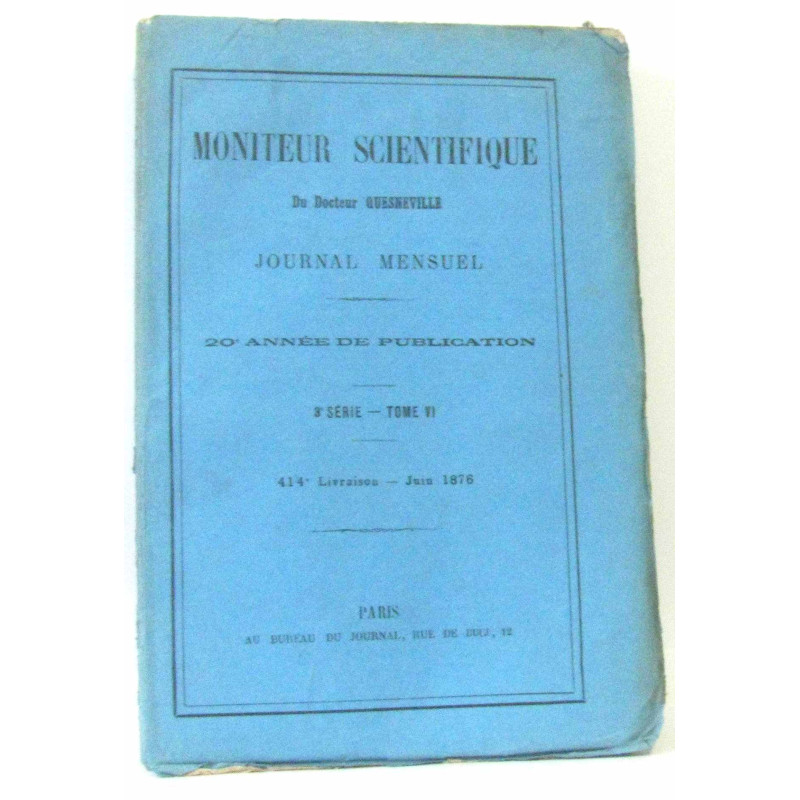 MONITEUR SCIENTIFIQUE
Du Docteur QUESNEVILLE
JOURNAL MENSUEL
20e ANNÉE DE PUBLICATION
3e SÉRIE — TOME VI
414e Livraison — Juin 1876
PARIS
AU BUREAU DU JOURNAL, RUE DE BUCI, 12